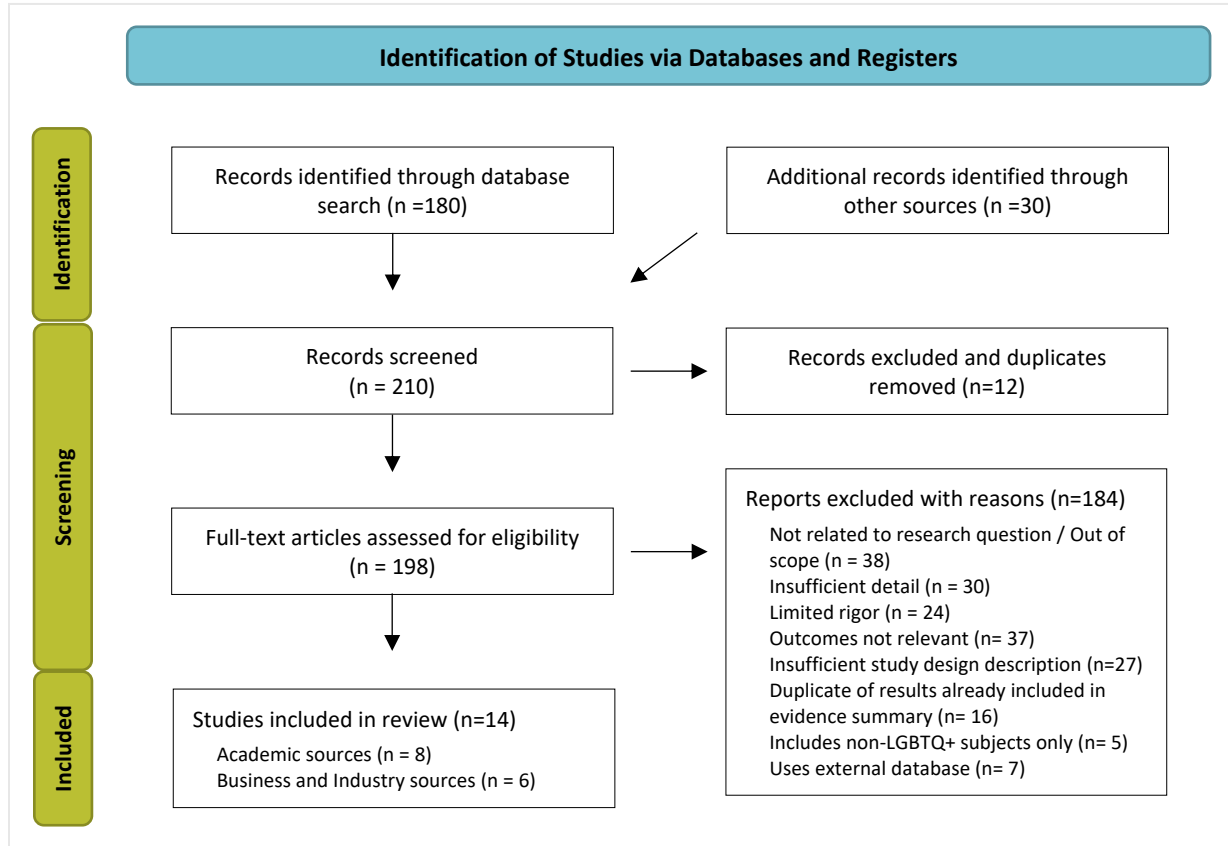 Identification of Studies via Databases and Registers
Identification
Records identified through database
search (n =180)
Additional records identified through
other sources (n =30)
Screening
Records screened
(n = 210)
Records excluded and duplicates
removed (n=12)
Full-text articles assessed for eligibility
(n = 198)
Reports excluded with reasons (n=184)
Not related to research question / Out of
scope (n = 38)
Insufficient detail (n = 30)
Limited rigor (n = 24)
Outcomes not relevant (n= 37)
Insufficient study design description (n=27)
Duplicate of results already included in
evidence summary (n= 16)
Includes non-LGBTQ+ subjects only (n= 5)
Uses external database (n= 7)
Included
Studies included in review (n=14)
Academic sources (n = 8)
Business and Industry sources (n = 6)